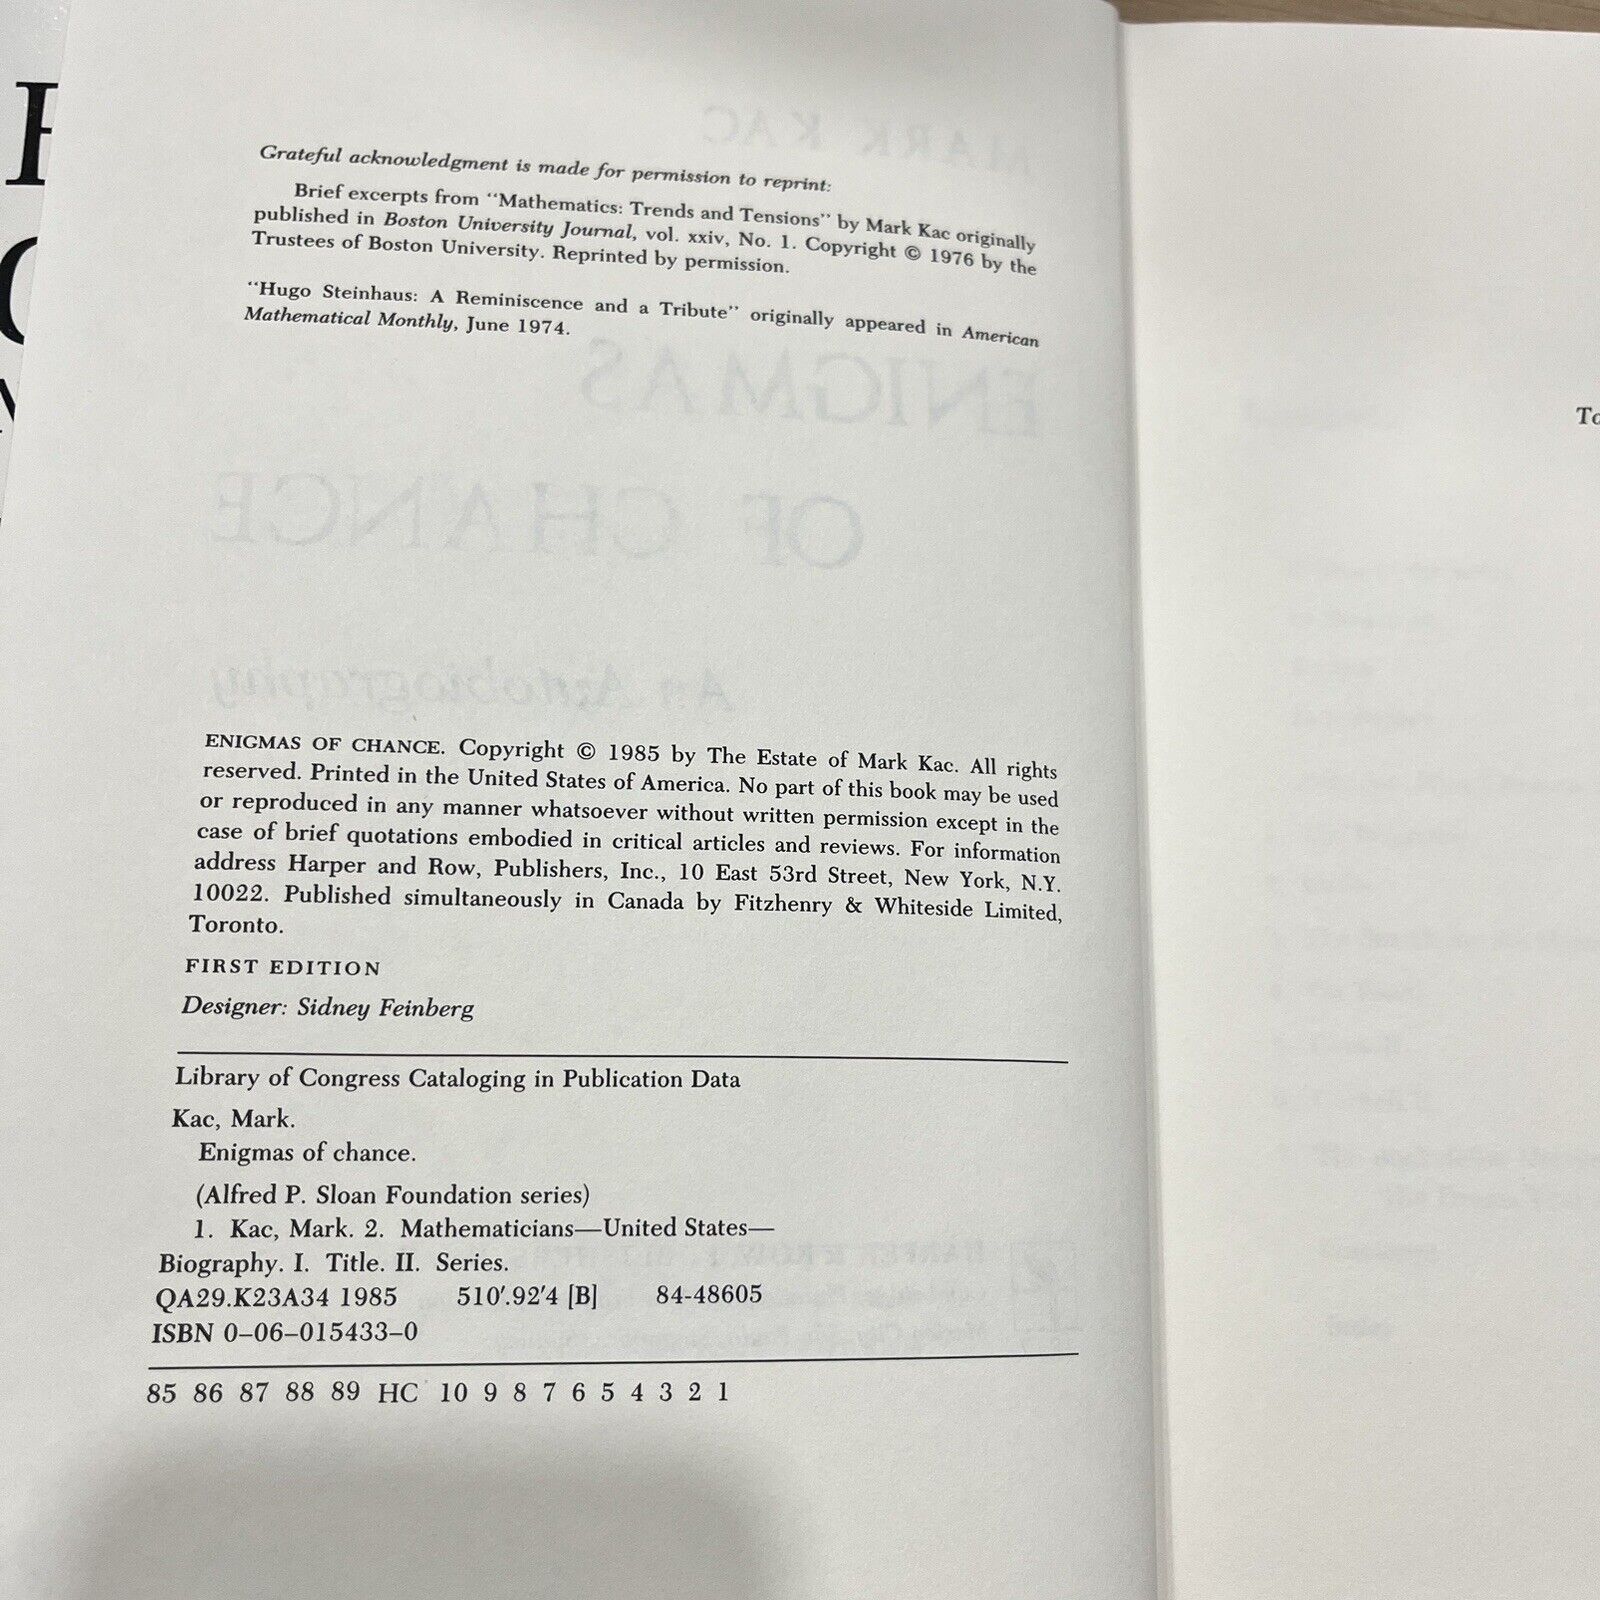 Grateful acknowledgment is made for permission to reprint:
Brief excerpts from "Mathematics: Trends and Tensions" by Mark Kac originally
published in Boston University Journal, vol. xxiv, No. 1. Copyright © 1976 by the
Trustees of Boston University. Reprinted by permission.
"Hugo Steinhaus: A Reminiscence and a Tribute" originally appeared in American
Mathematical Monthly, June 1974.
ENIGMAS OF CHANCE. Copyright © 1985 by The Estate of Mark Kac. All rights
reserved. Printed in the United States of America. No part of this book may be used
or reproduced in any manner whatsoever without written permission except in the
case of brief quotations embodied in critical articles and reviews. For information
address Harper and Row, Publishers, Inc., 10 East 53rd Street, New York, N.Y.
10022. Published simultaneously in Canada by Fitzhenry & Whiteside Limited,
Toronto.
FIRST EDITION
Designer: Sidney Feinberg
Library of Congress Cataloging in Publication Data
Kac, Mark.
Enigmas of chance.
(Alfred P. Sloan Foundation series)
1. Kac, Mark. 2. Mathematicians—United States—
Biography. I. Title. II. Series.
QA29.K23A34 1985 510'.92'4 [B] 84-48605
ISBN 0-06-015433-0
85 86 87 88 89 HC 10 9 8 7 6 5 4 3 2 1
MARK KAC
ENIGMAS
OF CHANCE
An Autobiography